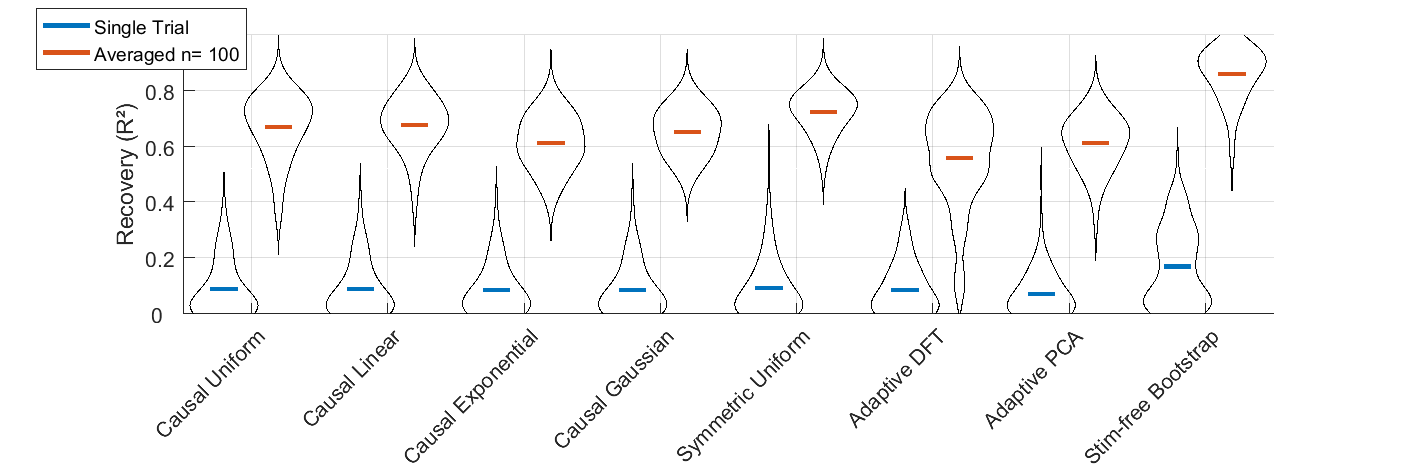 Single Trial
Averaged n= 100
Recovery (R²)
0.8
0.6
0.4
0.2
0
Causal Uniform
Causal Linear
Causal Exponential
Causal Gaussian
Symmetric Uniform
Adaptive DFT
Adaptive PCA
Stim-free Bootstrap